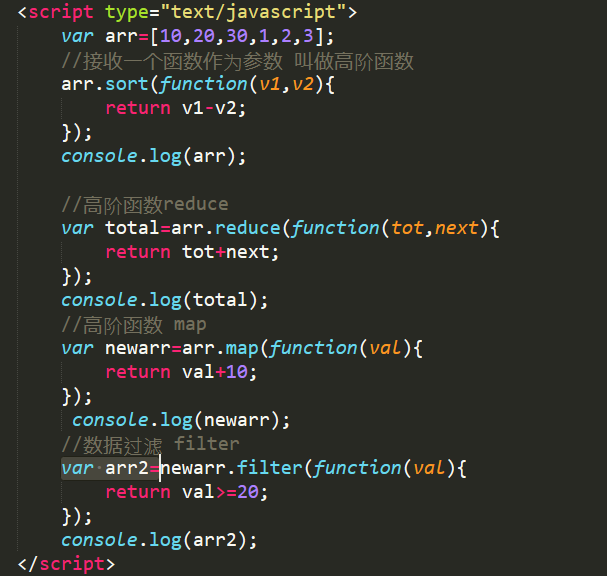 <script type="text/javascript">
var arr=[10,20,30,1,2,3];
//接收一个函数作为参数 叫做高阶函数
arr.sort(function(v1,v2){
return v1-v2;
});
console.log(arr);
//高阶函数reduce
var total=arr.reduce(function(tot,next){
return tot+next;
});
console.log(total);
//高阶函数 map
var newarr=arr.map(function(val){
return val+10;
});
console.log(newarr);
//数据过滤 filter
var arr2=newarr.filter(function(val){
return val>=20;
});
console.log(arr2);
</script>